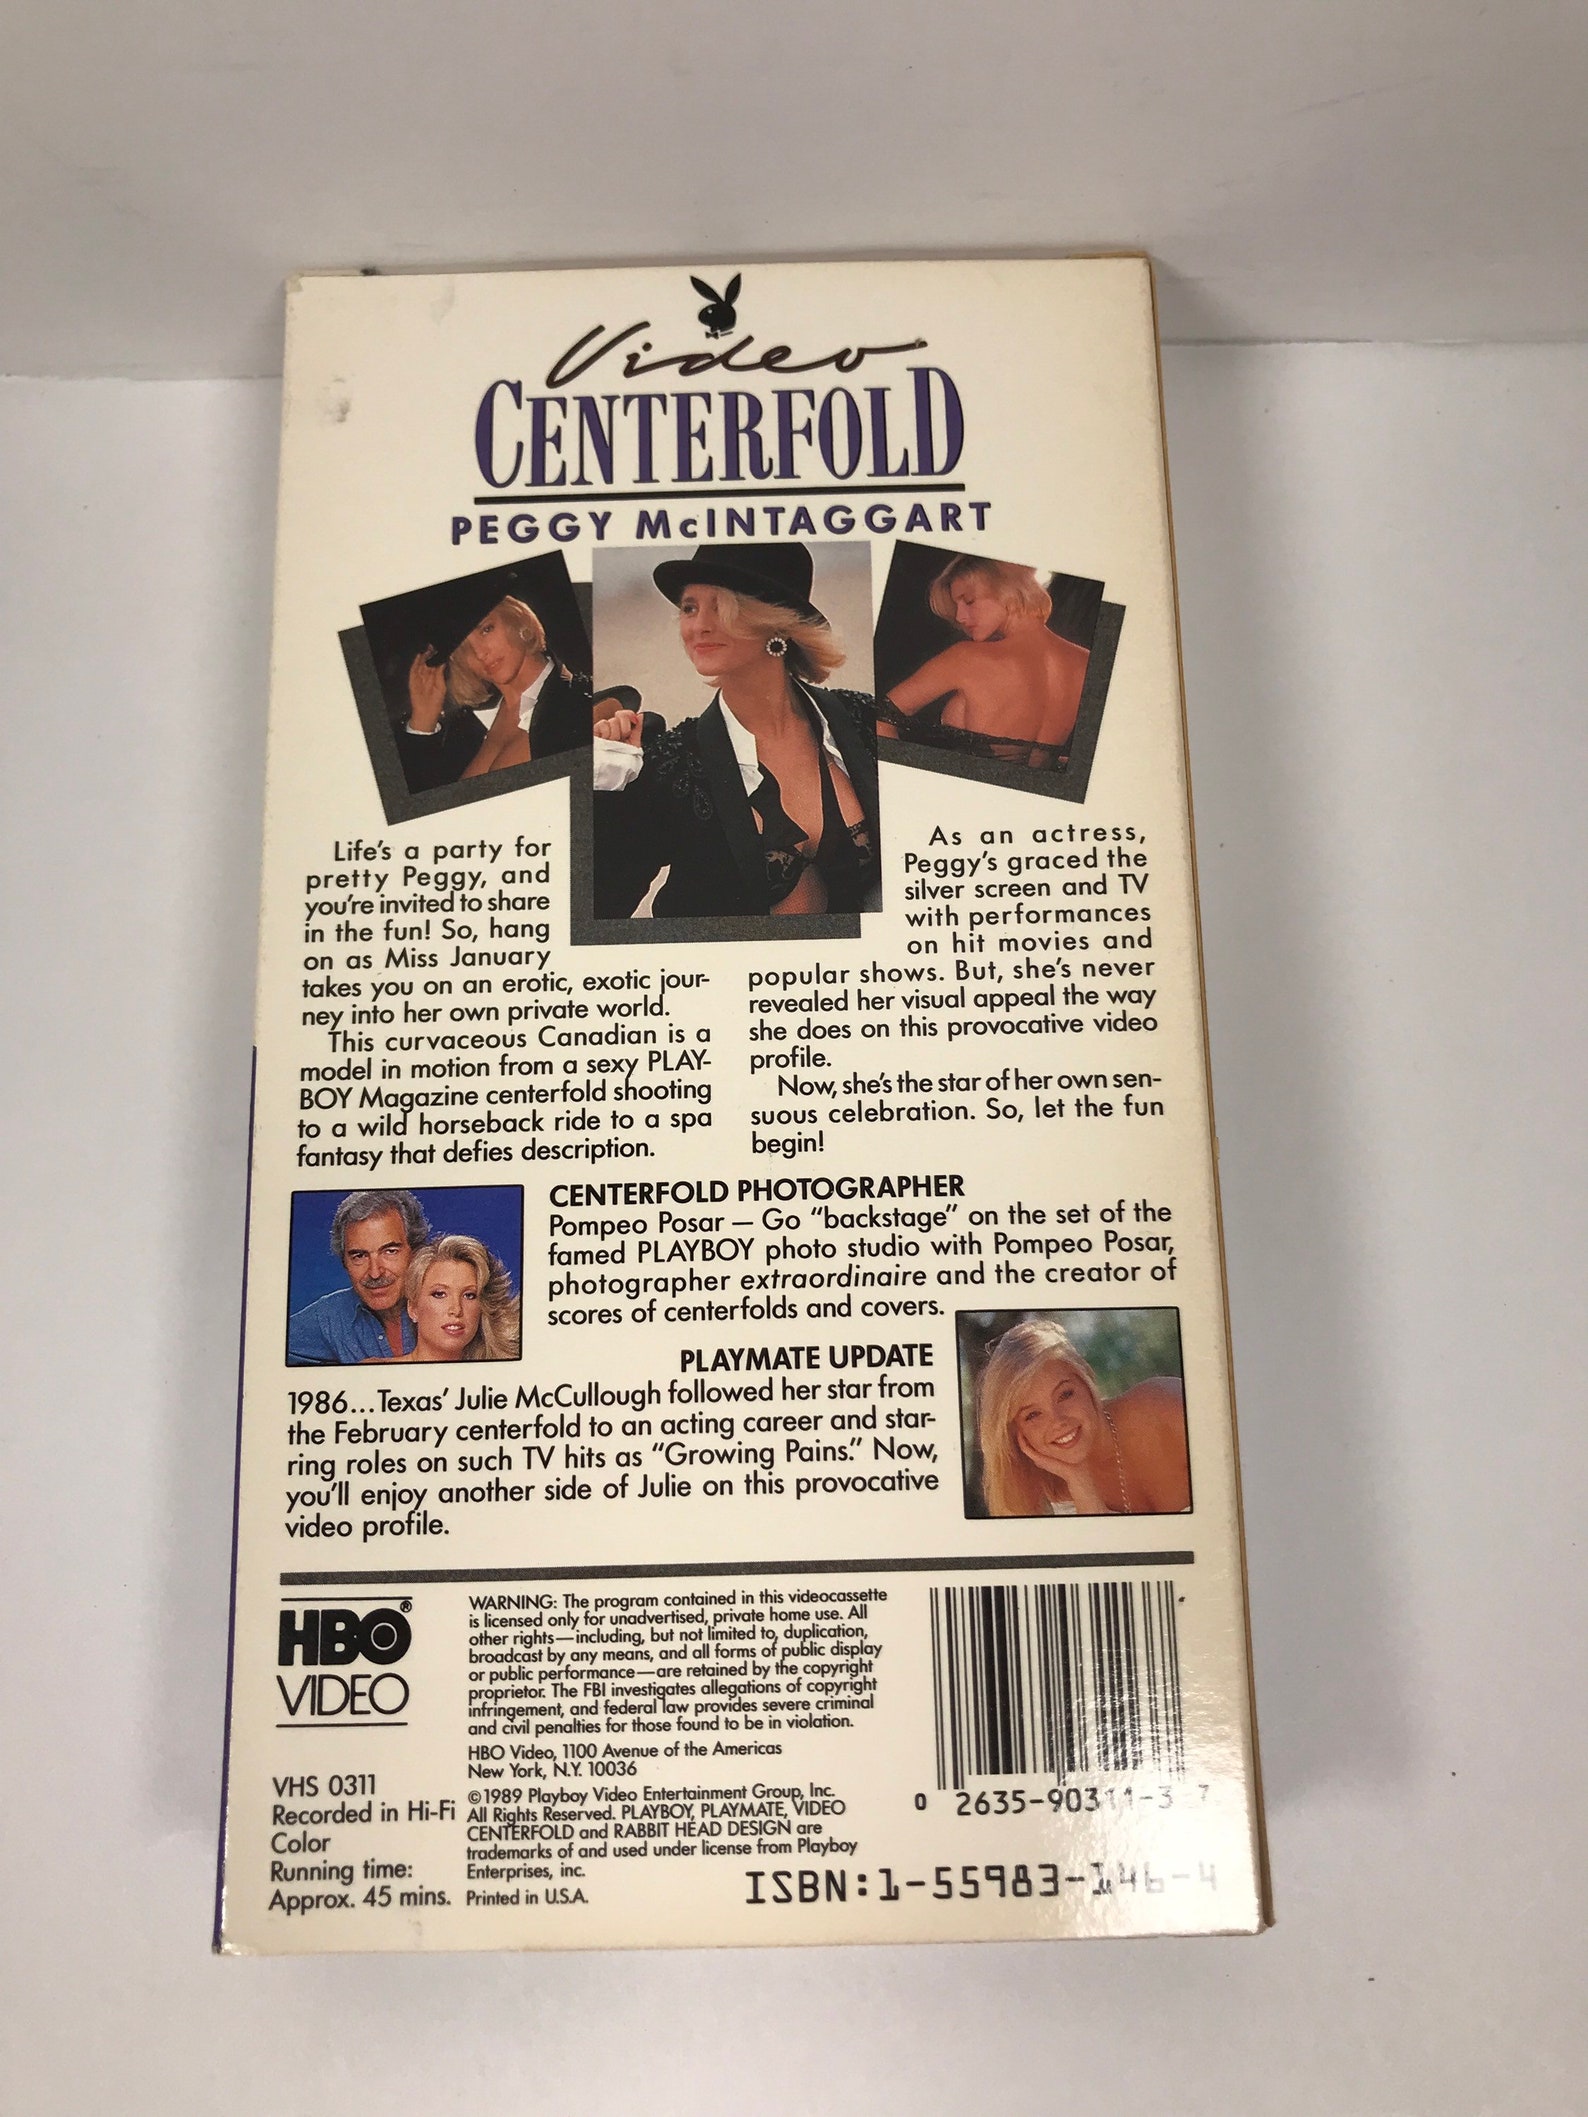 Video
CENTERFOLD
PEGGY McINTAGGART
Life's a party for
pretty Peggy, and
you're invited to share
in the fun! So, hang
on as Miss January
takes you on an erotic, exotic jour-
ney into her own private world.
This curvaceous Canadian is a
model in motion from a sexy PLAY-
BOY Magazine centerfold shooting
to a wild horseback ride to a spa
fantasy that defies description.
As an actress,
Peggy's graced the
silver screen and TV
with performances
on hit movies and
popular shows. But, she's never
revealed her visual appeal the way
she does on this provocative video
profile.
Now, she's the star of her own sen-
suous celebration. So, let the fun
begin!
CENTERFOLD PHOTOGRAPHER
Pompeo Posar — Go "backstage" on the set of the
famed PLAYBOY photo studio with Pompeo Posar,
photographer extraordinaire and the creator of
scores of centerfolds and covers.
PLAYMATE UPDATE
1986...Texas' Julie McCullough followed her star from
the February centerfold to an acting career and star-
ring roles on such TV hits as "Growing Pains." Now,
you'll enjoy another side of Julie on this provocative
video profile.
HBO®
VIDEO
VHS 0311
Recorded in Hi-Fi
Color
Running time:
Approx. 45 mins.
WARNING: The program contained in this videocassette
is licensed only for unadvertised, private home use. All
other rights—including, but not limited to, duplication,
broadcast by any means, and all forms of public display
or public performance—are retained by the copyright
proprietor. The FBI investigates allegations of copyright
infringement, and federal law provides severe criminal
and civil penalties for those found to be in violation.
HBO Video, 1100 Avenue of the Americas
New York, N.Y. 10036
©1989 Playboy Video Entertainment Group, Inc.
All Rights Reserved. PLAYBOY, PLAYMATE, VIDEO
CENTERFOLD and RABBIT HEAD DESIGN are
trademarks of and used under license from Playboy
Enterprises, inc.
Printed in U.S.A.
0 2635-90311-3 7
ISBN:1-55983-146-4